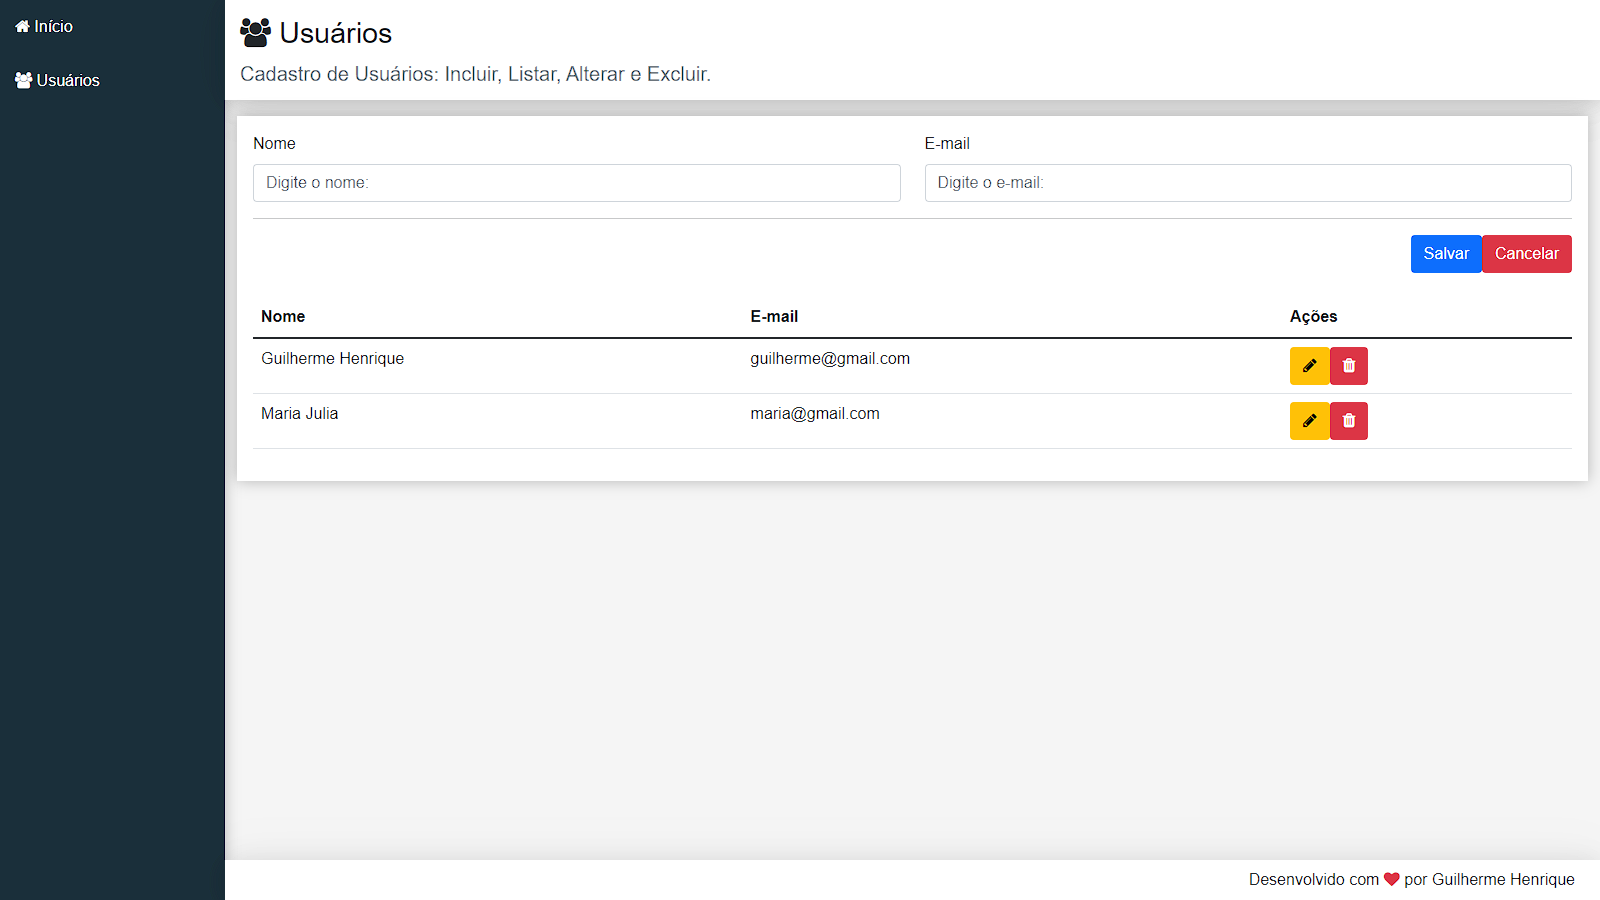 Início
Usuários
Usuários
Cadastro de Usuários: Incluir, Listar, Alterar e Excluir.
Nome E-mail
Digite o nome: Digite o e-mail:
Salvar Cancelar
Nome E-mail Ações
Guilherme Henrique guilherme@gmail.com
Maria Julia maria@gmail.com
Desenvolvido com ❤ por Guilherme Henrique